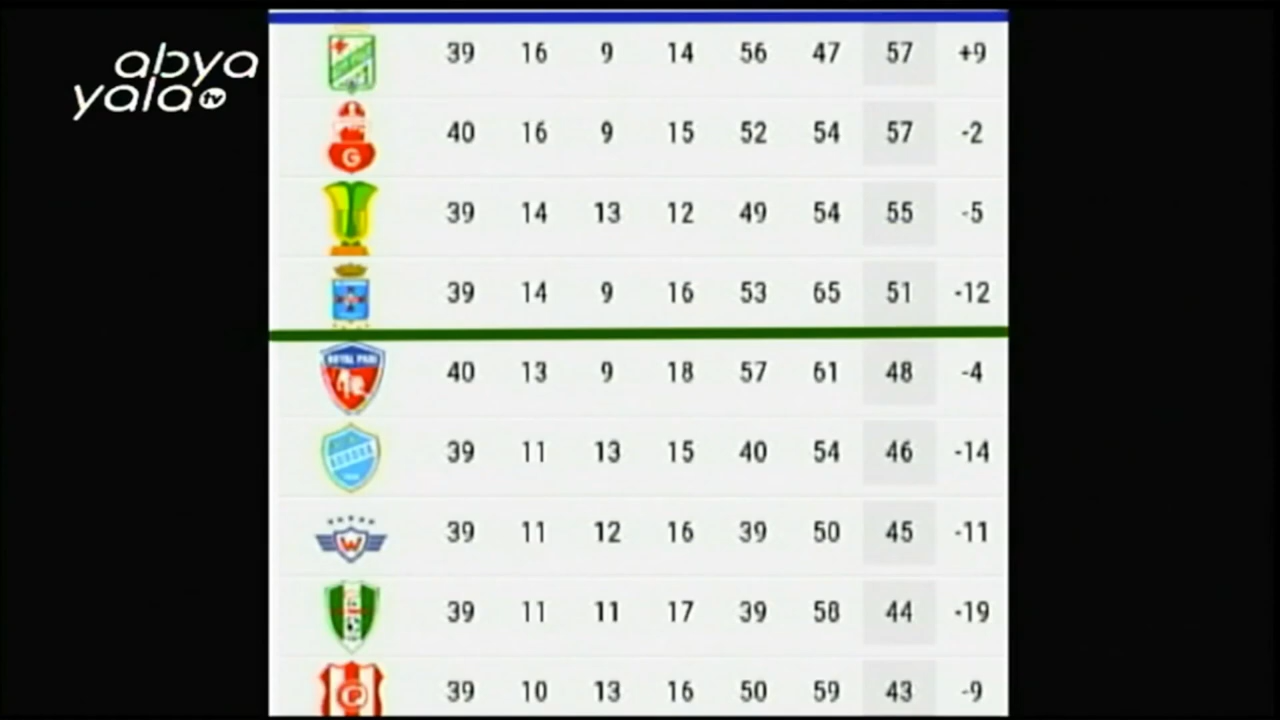 abya
yala tv
39 16 9 14 56 47 57 +9
40 16 9 15 52 54 57 -2
G
39 14 13 12 49 54 55 -5
39 14 9 16 53 65 51 -12
ROYAL PARI
40 13 9 18 57 61 48 -4
39 11 13 15 40 54 46 -14
W
39 11 12 16 39 50 45 -11
39 11 11 17 39 58 44 -19
39 10 13 16 50 59 43 -9